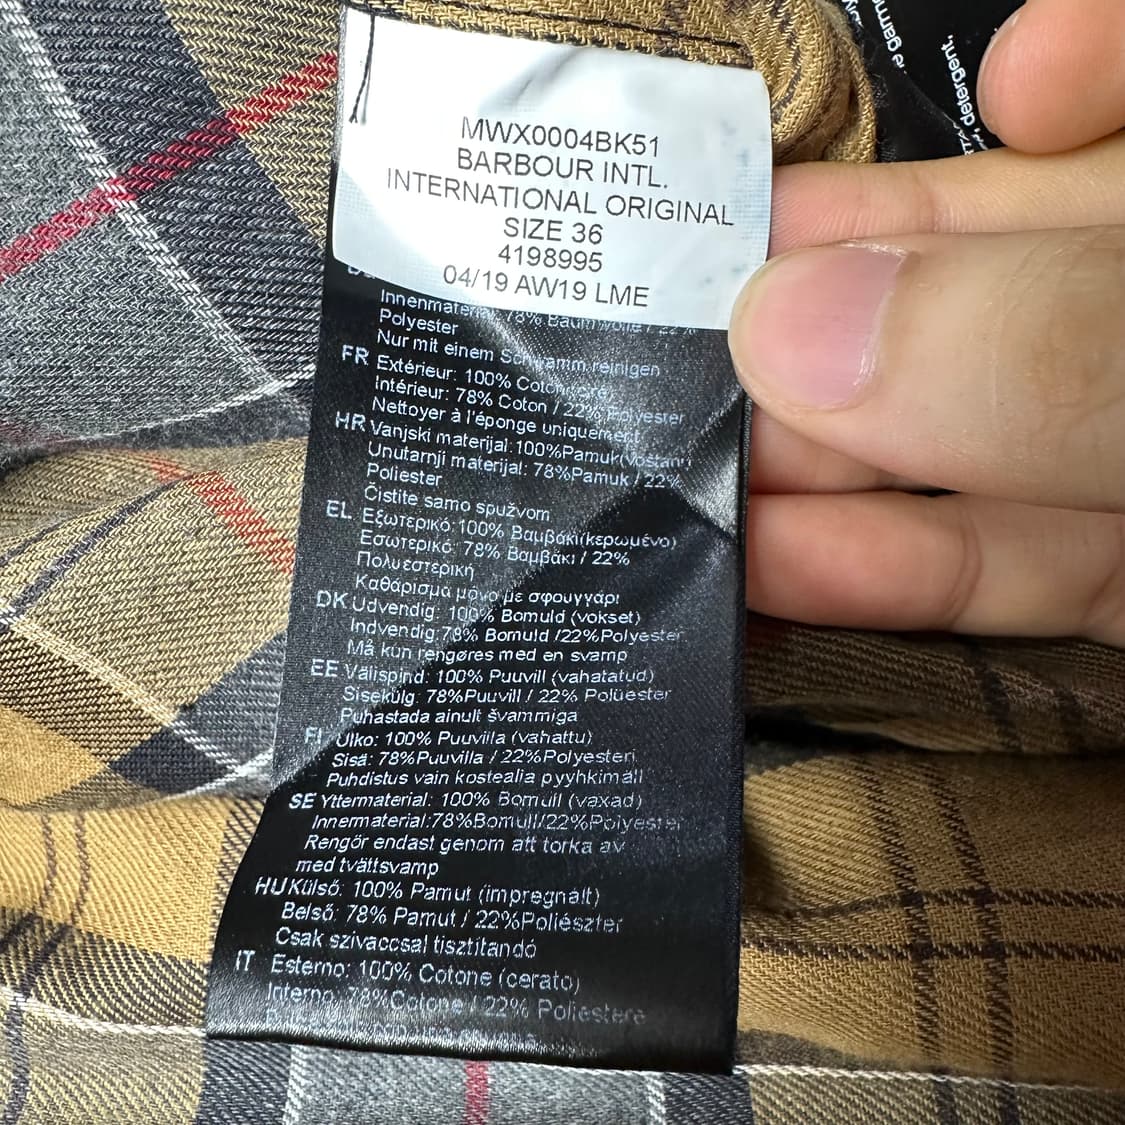 MWX0004BK51
BARBOUR INTL.
INTERNATIONAL ORIGINAL
SIZE 36
4198995
04/19 AW19 LME
Polyester
Nur mit einem Schwamm reinigen
FR Extérieur: 100% Coton
Intérieur: 78% Coton / 22% Polyester
Nettoyer à l'éponge uniquement
HR Vanjski materijal:100%Pamuk(voštani)
Unutarnji materijal: 78%Pamuk / 22%
Poliester
Čistite samo spužvom
EL Εξωτερικό:100% Βαμβάκι(κερωμένο)
Εσωτερικό: 78% Βαμβάκι / 22%
Πολυεστερική
Καθάρισμα μόνο με σφουγγάρι
DK Udvendig: 100% Bomuld (vokset)
Indvendig:78% Bomuld /22%Polyester
Må kun rengøres med en svamp
EE Välispind: 100% Puuvill (vahatatud)
Sisekülg: 78%Puuvill / 22% Polüester
Puhastada ainult švammiga
FI Ulko: 100% Puuvilla (vahattu)
Sisä: 78%Puuvilla / 22%Polyesteri
Puhdistus vain kostealla pyyhkimäll
SE Yttermaterial: 100% Bomull (vaxad)
Innermaterial:78%Bomull/22%Polyester
Rengör endast genom att torka av
med tvättsvamp
HU Külső: 100% Pamut (impregnált)
Belső: 78% Pamut / 22%Poliészter
Csak szivaccsal tisztítandó
IT Esterno: 100% Cotone (cerato)
Interno: 78%Cotone / 22% Poliestere
detergent,